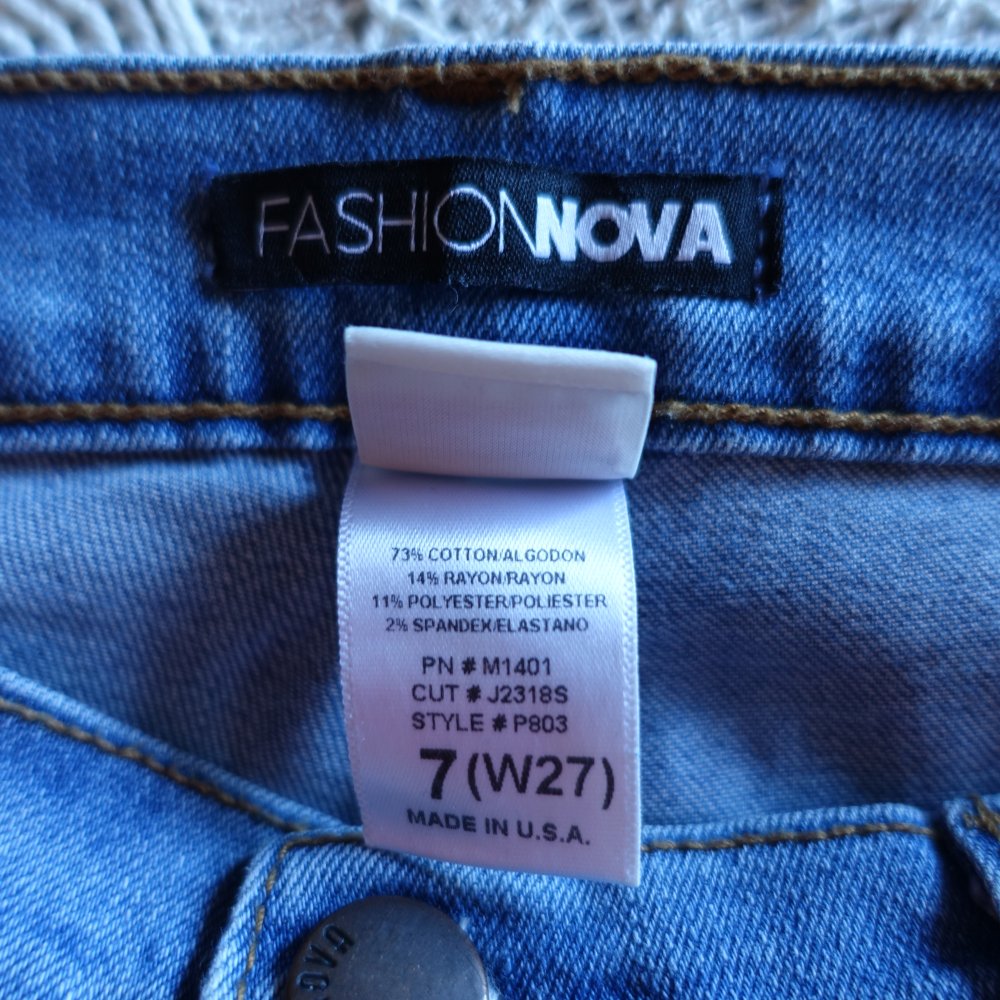 FASHIONNOVA
73% COTTON/ALGODON
14% RAYON/RAYON
11% POLYESTER/POLIESTER
2% SPANDEX/ELASTANO
PN # M1401
CUT # J2318S
STYLE # P803
7 (W27)
MADE IN U.S.A.